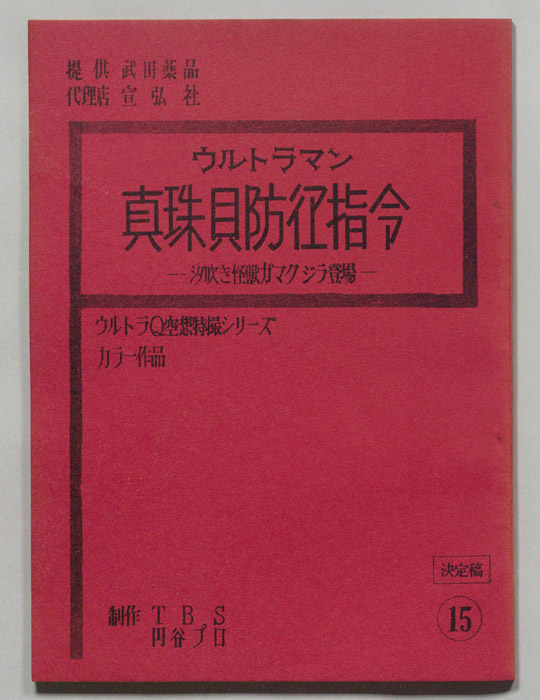 提供 武田薬品
代理店 宣弘社
ウルトラマン
真珠貝防衛指令
―汐吹き怪獣ガマクジラ登場―
ウルトラQ空想特撮シリーズ
カラー作品
決定稿
制作 TBS
円谷プロ
15